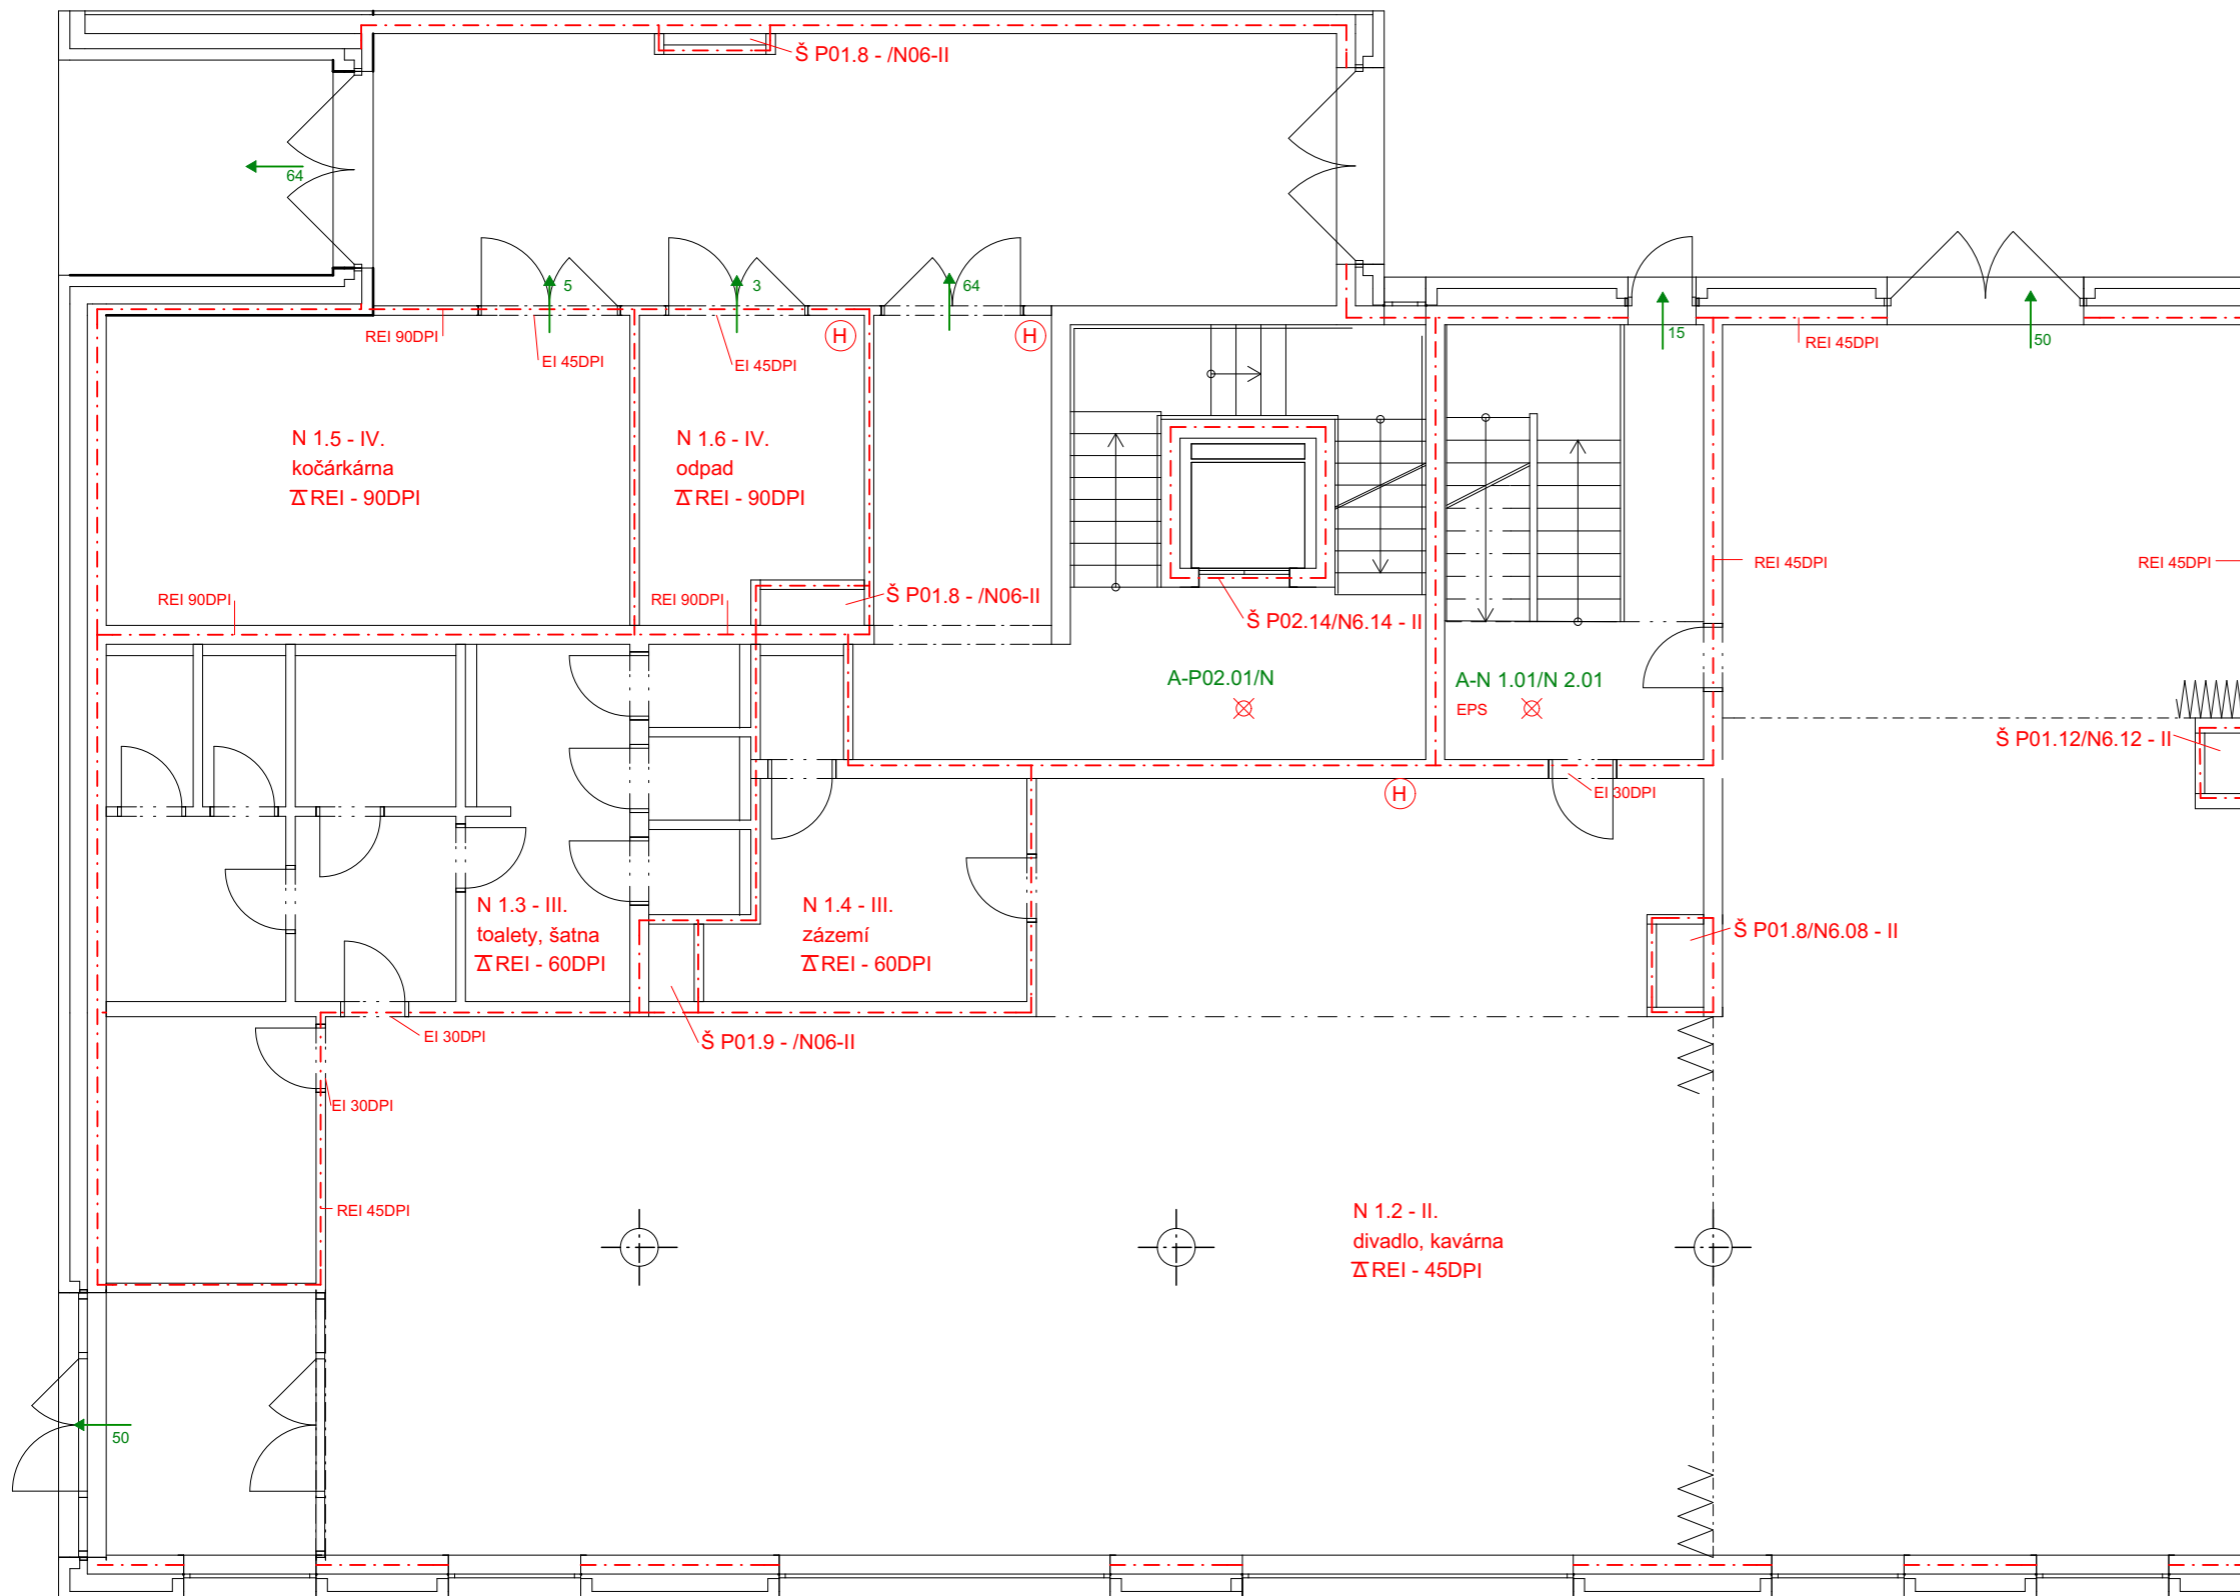 Š P01.8 - /N06-II
64
5
3
64
15
50
REI 90DPI
EI 45DPI
EI 45DPI
H
H
REI 45DPI
N 1.5 - IV.
kočárkárna
REI - 90DPI
N 1.6 - IV.
odpad
REI - 90DPI
REI 45DPI
REI 45DPI
REI 90DPI
REI 90DPI
Š P01.8 - /N06-II
Š P02.14/N6.14 - II
A-P02.01/N
A-N 1.01/N 2.01
EPS
Š P01.12/N6.12 - II
H
EI 30DPI
N 1.3 - III.
toalety, šatna
REI - 60DPI
N 1.4 - III.
zázemí
REI - 60DPI
Š P01.8/N6.08 - II
EI 30DPI
Š P01.9 - /N06-II
EI 30DPI
REI 45DPI
N 1.2 - II.
divadlo, kavárna
REI - 45DPI
50